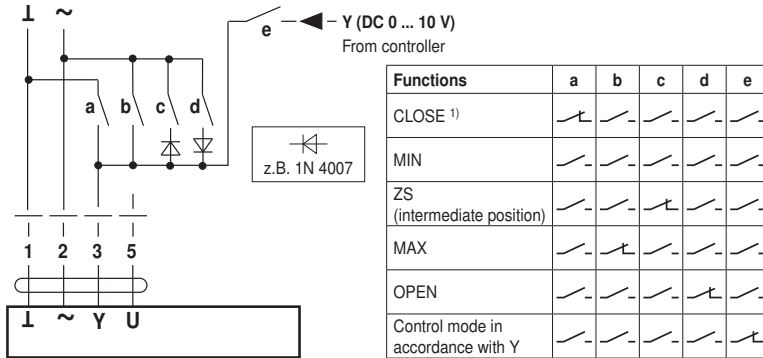 ⊥ ~
e
Y (DC 0 ... 10 V)
From controller
a b c d
z.B. 1N 4007
1 2 3 5
⊥ ~ Y U
Functions a b c d e
CLOSE 1)
MIN
ZS
(intermediate position)
MAX
OPEN
Control mode in
accordance with Y